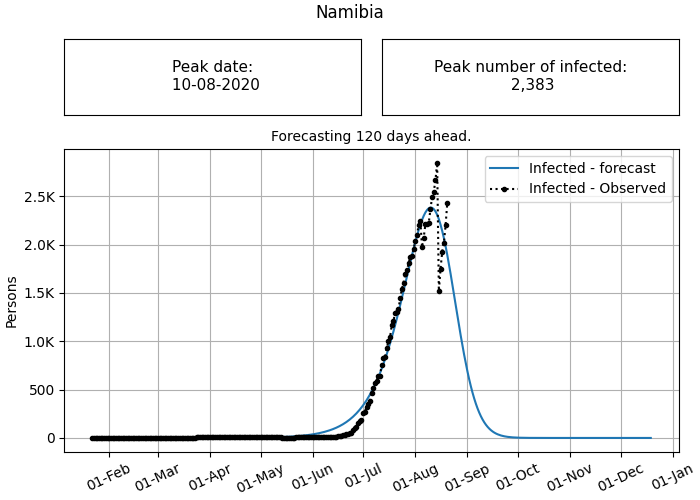 Namibia
Peak date:
10-08-2020
Peak number of infected:
2,383
Forecasting 120 days ahead.
Infected - forecast
Infected - Observed
Persons
2.5K
2.0K
1.5K
1.0K
500
0
01-Feb
01-Mar
01-Apr
01-May
01-Jun
01-Jul
01-Aug
01-Sep
01-Oct
01-Nov
01-Dec
01-Jan